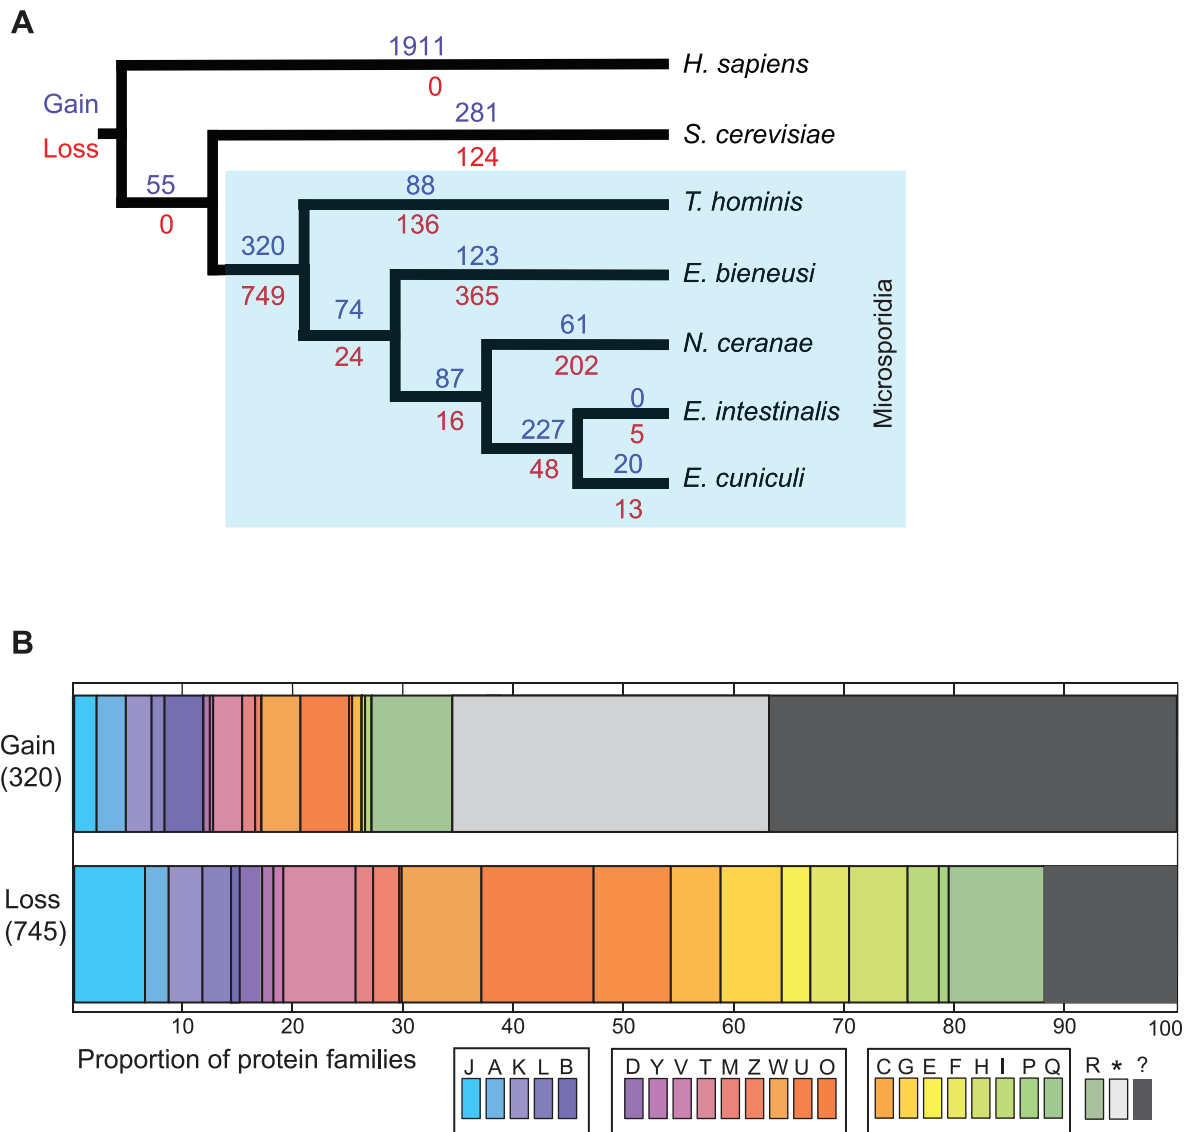 A
1911
H. sapiens
0
Gain
281
S. cerevisiae
Loss
124
55
88
T. hominis
0
136
320
123
E. bieneusi
749
365
74
61
N. ceranae
24
202
87
0
E. intestinalis
16
227
5
48
20
E. cuniculi
13
Microsporidia
B
Gain
(320)
Loss
(745)
10 20 30 40 50 60 70 80 90 100
Proportion of protein families
J A K L B D Y V T M Z W U O C G E F H I P Q R * ?